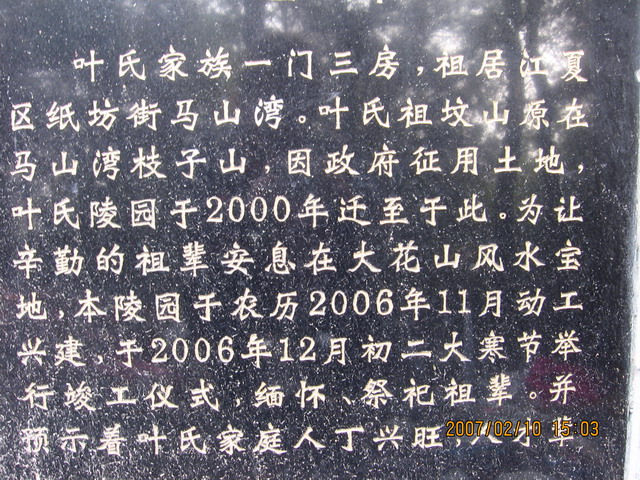 叶氏家族一门三房，祖居江夏
区纸坊街马山湾。叶氏祖坟山原在
马山湾枝子山，因政府征用土地，
叶氏陵园于2000年迁至于此。为让
辛勤的祖辈安息在大花山风水宝
地，本陵园于农历2006年11月动工
兴建，于2006年12月初二大寒节举
行竣工仪式，缅怀、祭祀祖辈。并
预示着叶氏家庭人丁兴旺，人才辈
2007/02/10 15:03